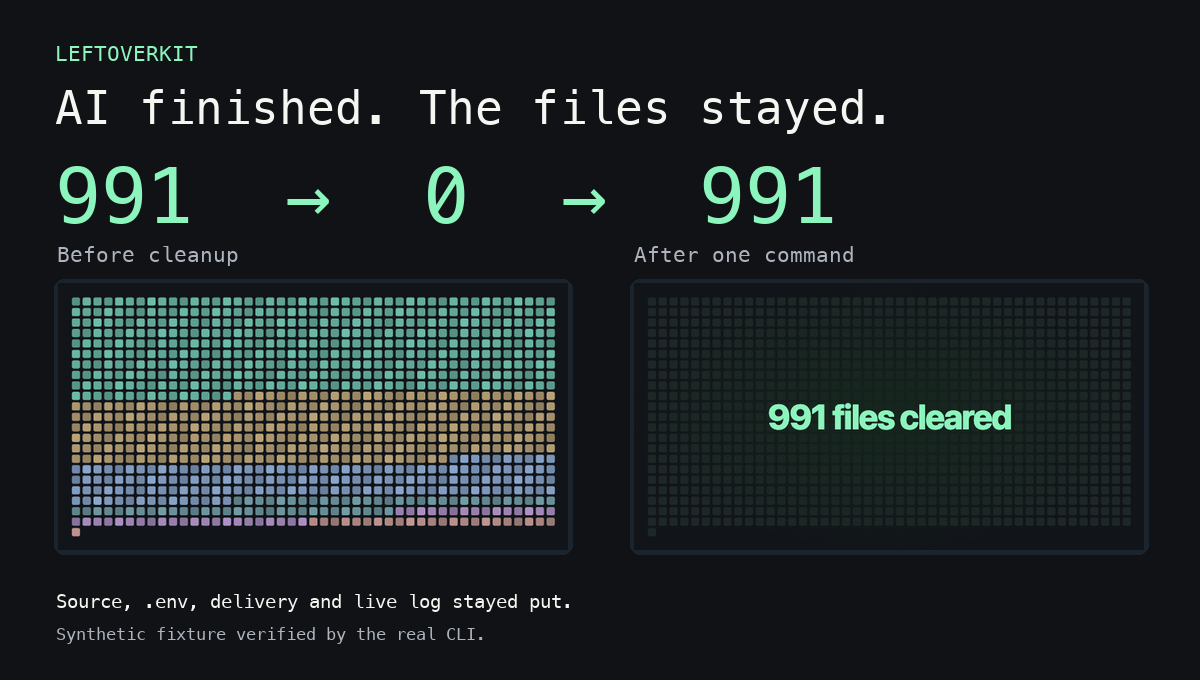 LEFTOVERKIT
AI finished. The files stayed.
991 → 0 → 991
Before cleanup
After one command
991 files cleared
Source, .env, delivery and live log stayed put.
Synthetic fixture verified by the real CLI.